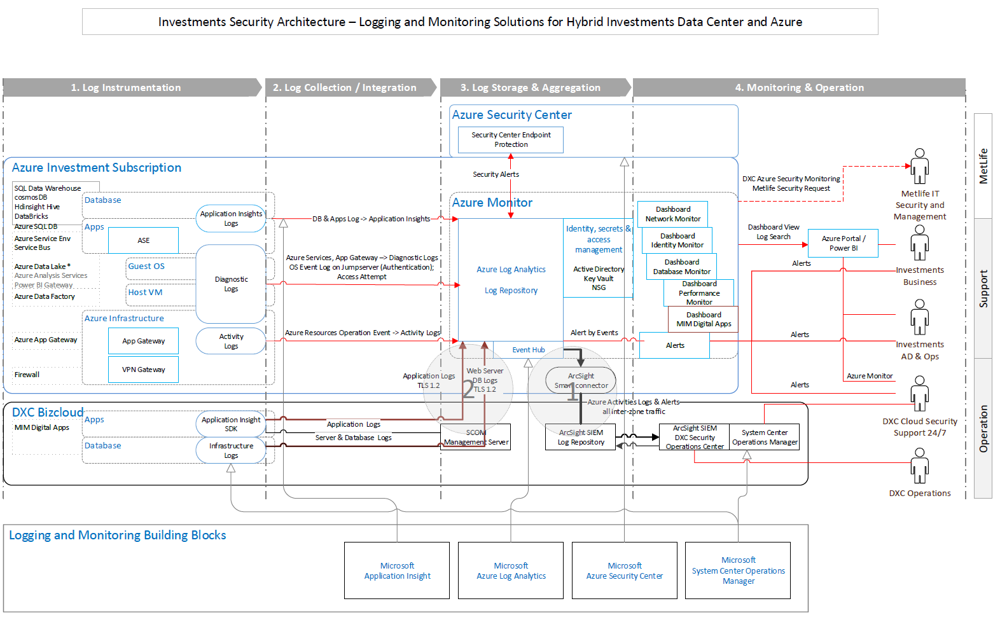 Investments Security Architecture – Logging and Monitoring Solutions for Hybrid Investments Data Center and Azure
1. Log Instrumentation
2. Log Collection / Integration
3. Log Storage & Aggregation
4. Monitoring & Operation
Azure Security Center
Security Center Endpoint
Protection
Security Alerts
Azure Investment Subscription
SQL Data Warehouse
cosmosDB
Hdinsight Hive
DataBricks
Azure SQL DB
Azure Service Env
Service Bus
Azure Data Lake *
Azure Analysis Services
Power BI Gateway
Azure Data Factory
Azure App Gateway
Firewall
Database
Apps
ASE
Guest OS
Host VM
Azure Infrastructure
App Gateway
VPN Gateway
Application Insights
Logs
Diagnostic
Logs
Activity
Logs
DB & Apps Log -> Application Insights
Azure Services, App Gateway –> Diagnostic Logs
OS Event Log on Jumpserver (Authentication);
Access Attempt
Azure Resources Operation Event -> Activity Logs
Azure Monitor
Azure Log Analytics
Log Repository
Identity, secrets &
access
management
Active Directory
Key Vault
NSG
Alert by Events
Event Hub
Dashboard
Network Monitor
Dashboard
Identity Monitor
Dashboard
Database Monitor
Dashboard
Performance
Monitor
Dashboard
MIM Digital Apps
Alerts
DXC Azure Security Monitoring
Metlife Security Request
Dashboard View
Log Search
Azure Portal /
Power BI
Alerts
Alerts
Azure Monitor
Alerts
Metlife IT
Security and
Management
Investments
Business
Investments
AD & Ops
DXC Cloud Security
Support 24/7
DXC Operations
MetLife
Support
Operation
Application Logs
TLS 1.2
2
Web Server
DB Logs
TLS 1.2
ArcSight
Smartconnector
1
Azure Activities Logs & Alerts
all inter-zone traffic
DXC Bizcloud
MIM Digital Apps
Apps
Database
Application Insight
SDK
Infrastructure
Logs
Application Logs
Server & Database Logs
SCOM
Management Server
ArcSight SIEM
Log Repository
ArcSight SIEM
DXC Security
Operations Center
System Center
Operations Manager
Logging and Monitoring Building Blocks
Microsoft
Application Insight
Microsoft
Azure Log Analytics
Microsoft
Azure Security Center
Microsoft
System Center Operations
Manager